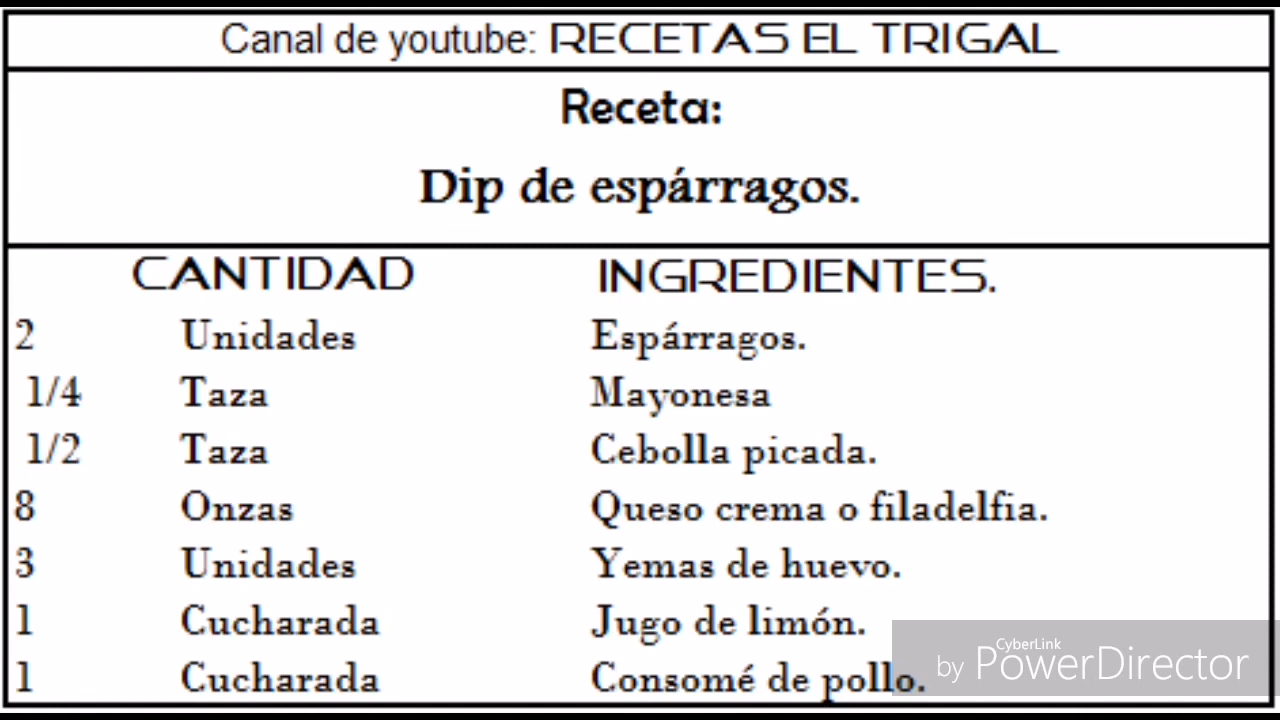 Canal de youtube: RECETAS EL TRIGAL
Receta:
Dip de espárragos.
CANTIDAD INGREDIENTES.
2 Unidades Espárragos.
1/4 Taza Mayonesa
1/2 Taza Cebolla picada.
8 Onzas Queso crema o filadelfia.
3 Unidades Yemas de huevo.
1 Cucharada Jugo de limón.
1 Cucharada Consomé de pollo.
CyberLink
by PowerDirector